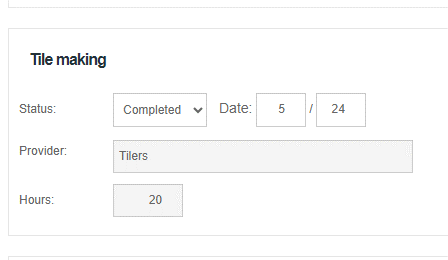 Tile making
Status: Completed Date: 5 / 24
Provider: Tilers
Hours: 20